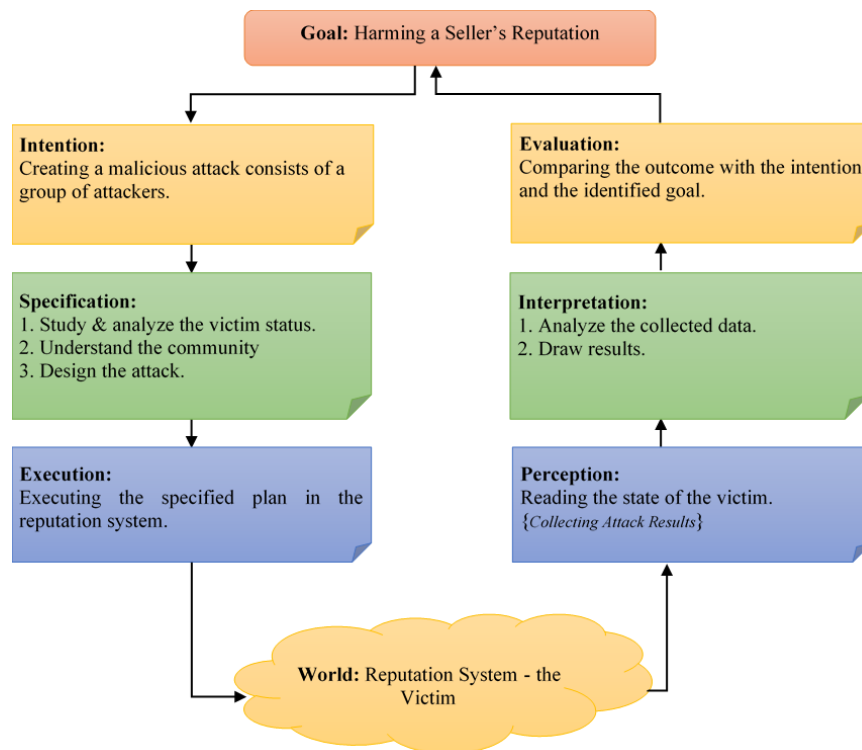 Goal: Harming a Seller's Reputation
Intention:
Creating a malicious attack consists of a
group of attackers.
Specification:
1. Study & analyze the victim status.
2. Understand the community
3. Design the attack.
Execution:
Executing the specified plan in the
reputation system.
World: Reputation System - the
Victim
Perception:
Reading the state of the victim.
{Collecting Attack Results}
Interpretation:
1. Analyze the collected data.
2. Draw results.
Evaluation:
Comparing the outcome with the intention
and the identified goal.